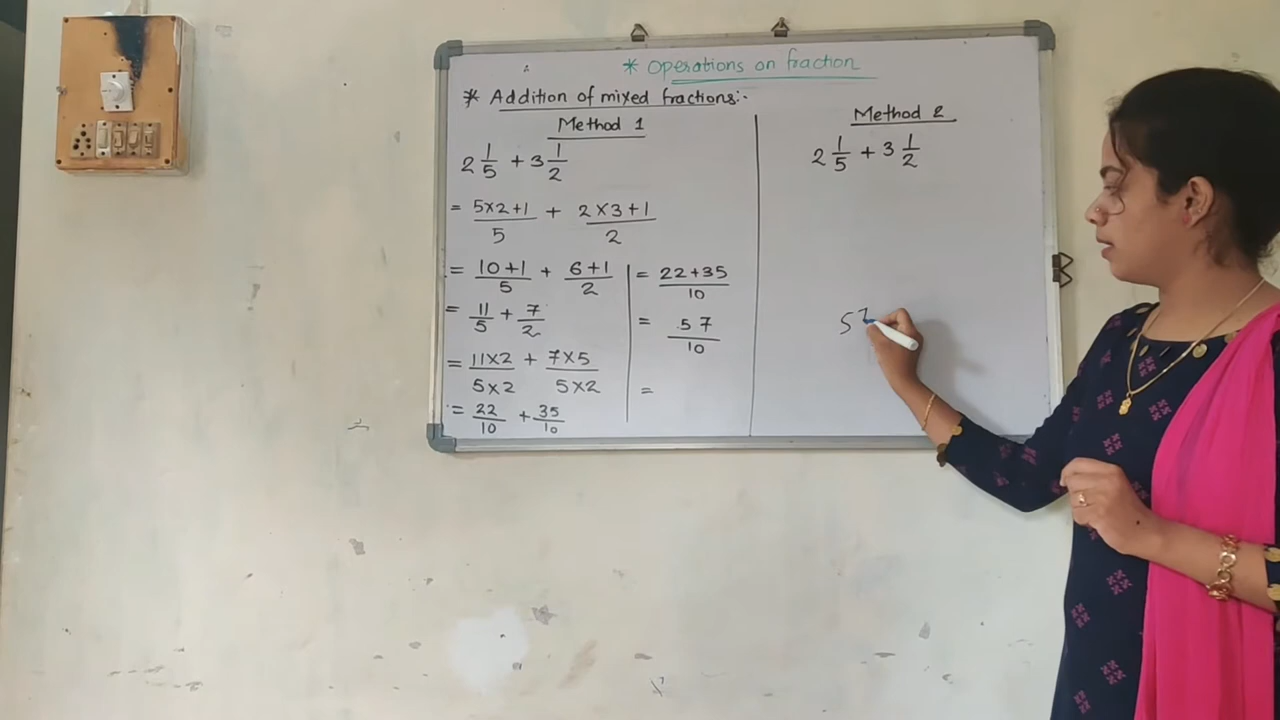 * Operations on fraction
* Addition of mixed fractions:-
Method 1
2 1/5 + 3 1/2
= 5×2+1/5 + 2×3+1/2
= 10+1/5 + 6+1/2
= 11/5 + 7/2
= 11×2/5×2 + 7×5/5×2
= 22/10 + 35/10
= 22+35/10
= 57/10
=
Method 2
2 1/5 + 3 1/2
57